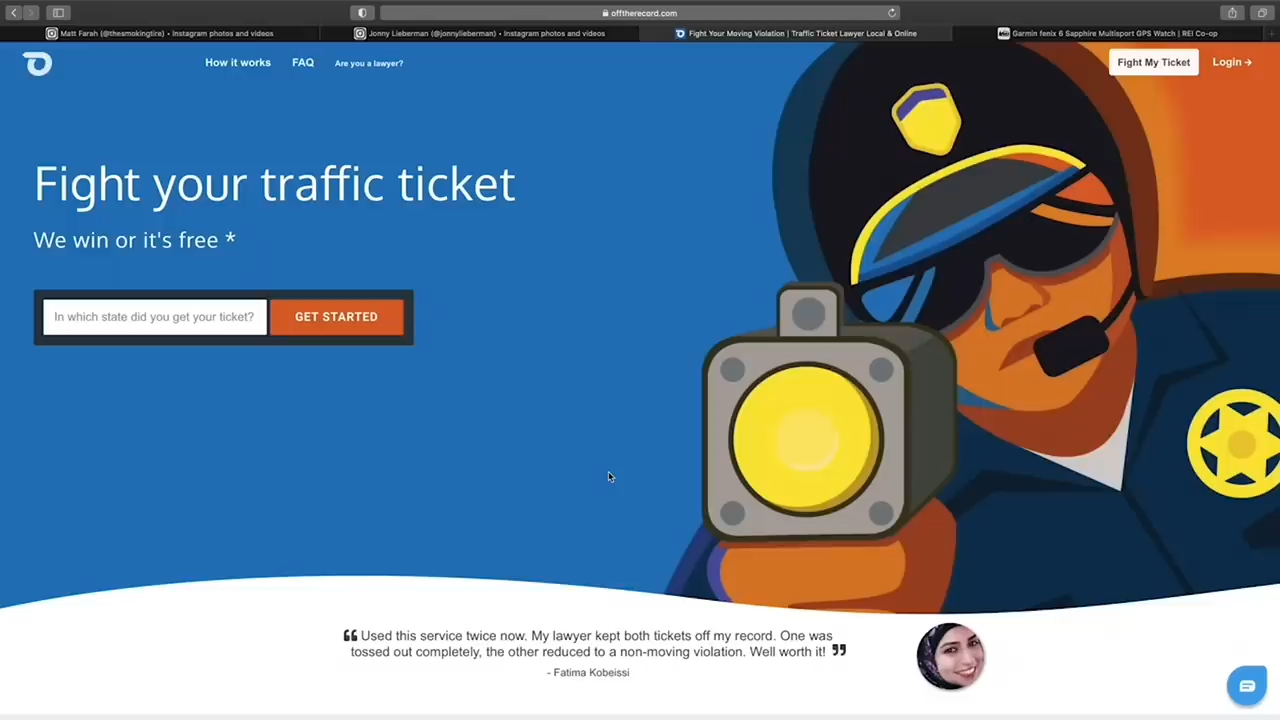 offtherecord.com
Matt Farah (@thesmokingtire) • Instagram photos and videos
Jonny Lieberman (@jonnylieberman) • Instagram photos and videos
Fight Your Moving Violation | Traffic Ticket Lawyer Local & Online
Garmin fenix 6 Sapphire Multisport GPS Watch | REI Co-op
How it works
FAQ
Are you a lawyer?
Fight My Ticket
Login →
Fight your traffic ticket
We win or it's free *
In which state did you get your ticket?
GET STARTED
❝ Used this service twice now. My lawyer kept both tickets off my record. One was
tossed out completely, the other reduced to a non-moving violation. Well worth it! ❞
- Fatima Kobeissi